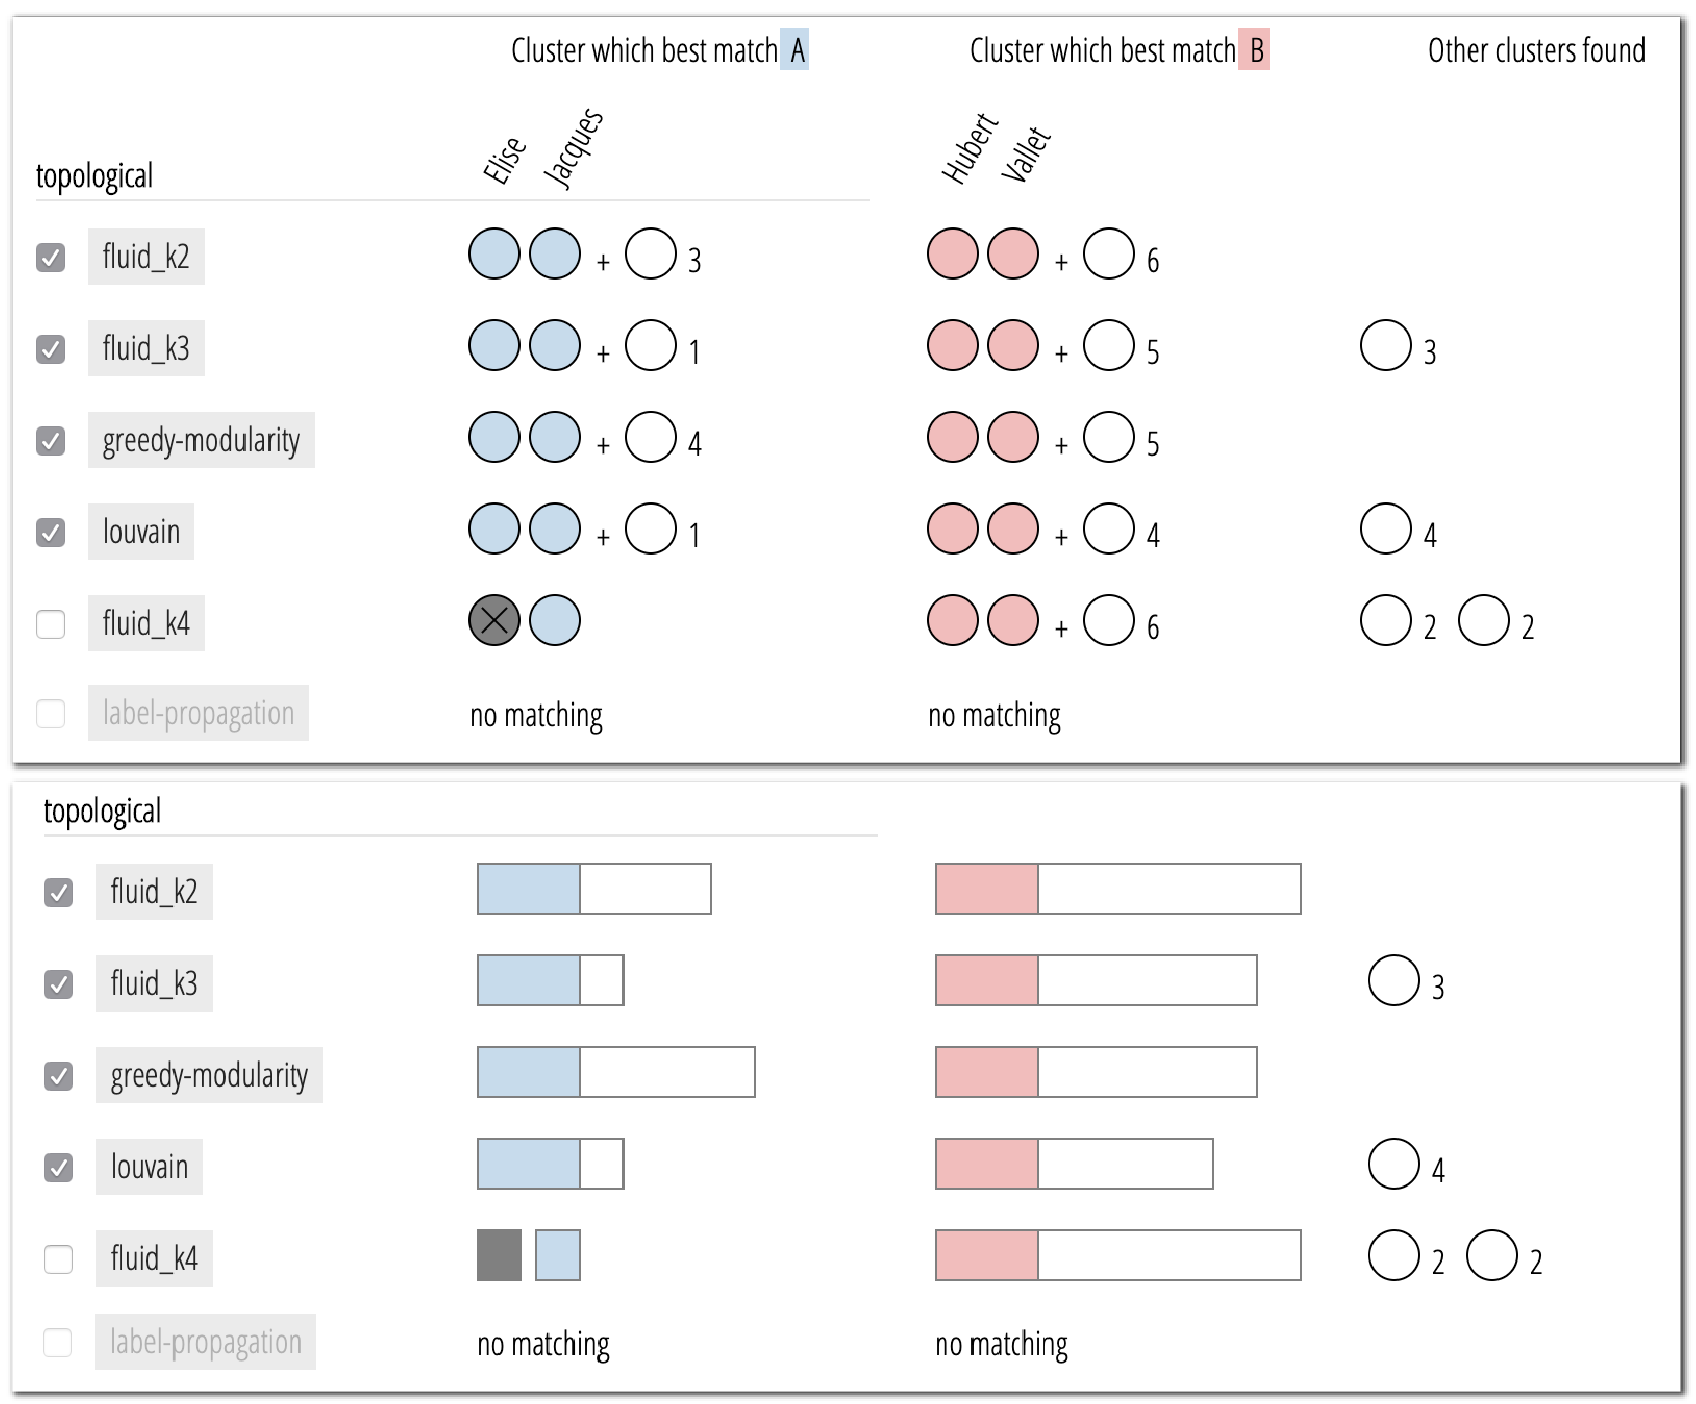 Cluster which best match A
Cluster which best match B
Other clusters found
topological
Elise
Jacques
Hubert
Vallet
fluid_k2
+ 3
+ 6
fluid_k3
+ 1
+ 5
3
greedy-modularity
+ 4
+ 5
louvain
+ 1
+ 4
4
fluid_k4
+ 6
2
2
label-propagation
no matching
no matching
topological
fluid_k2
fluid_k3
3
greedy-modularity
louvain
4
fluid_k4
2
2
label-propagation
no matching
no matching